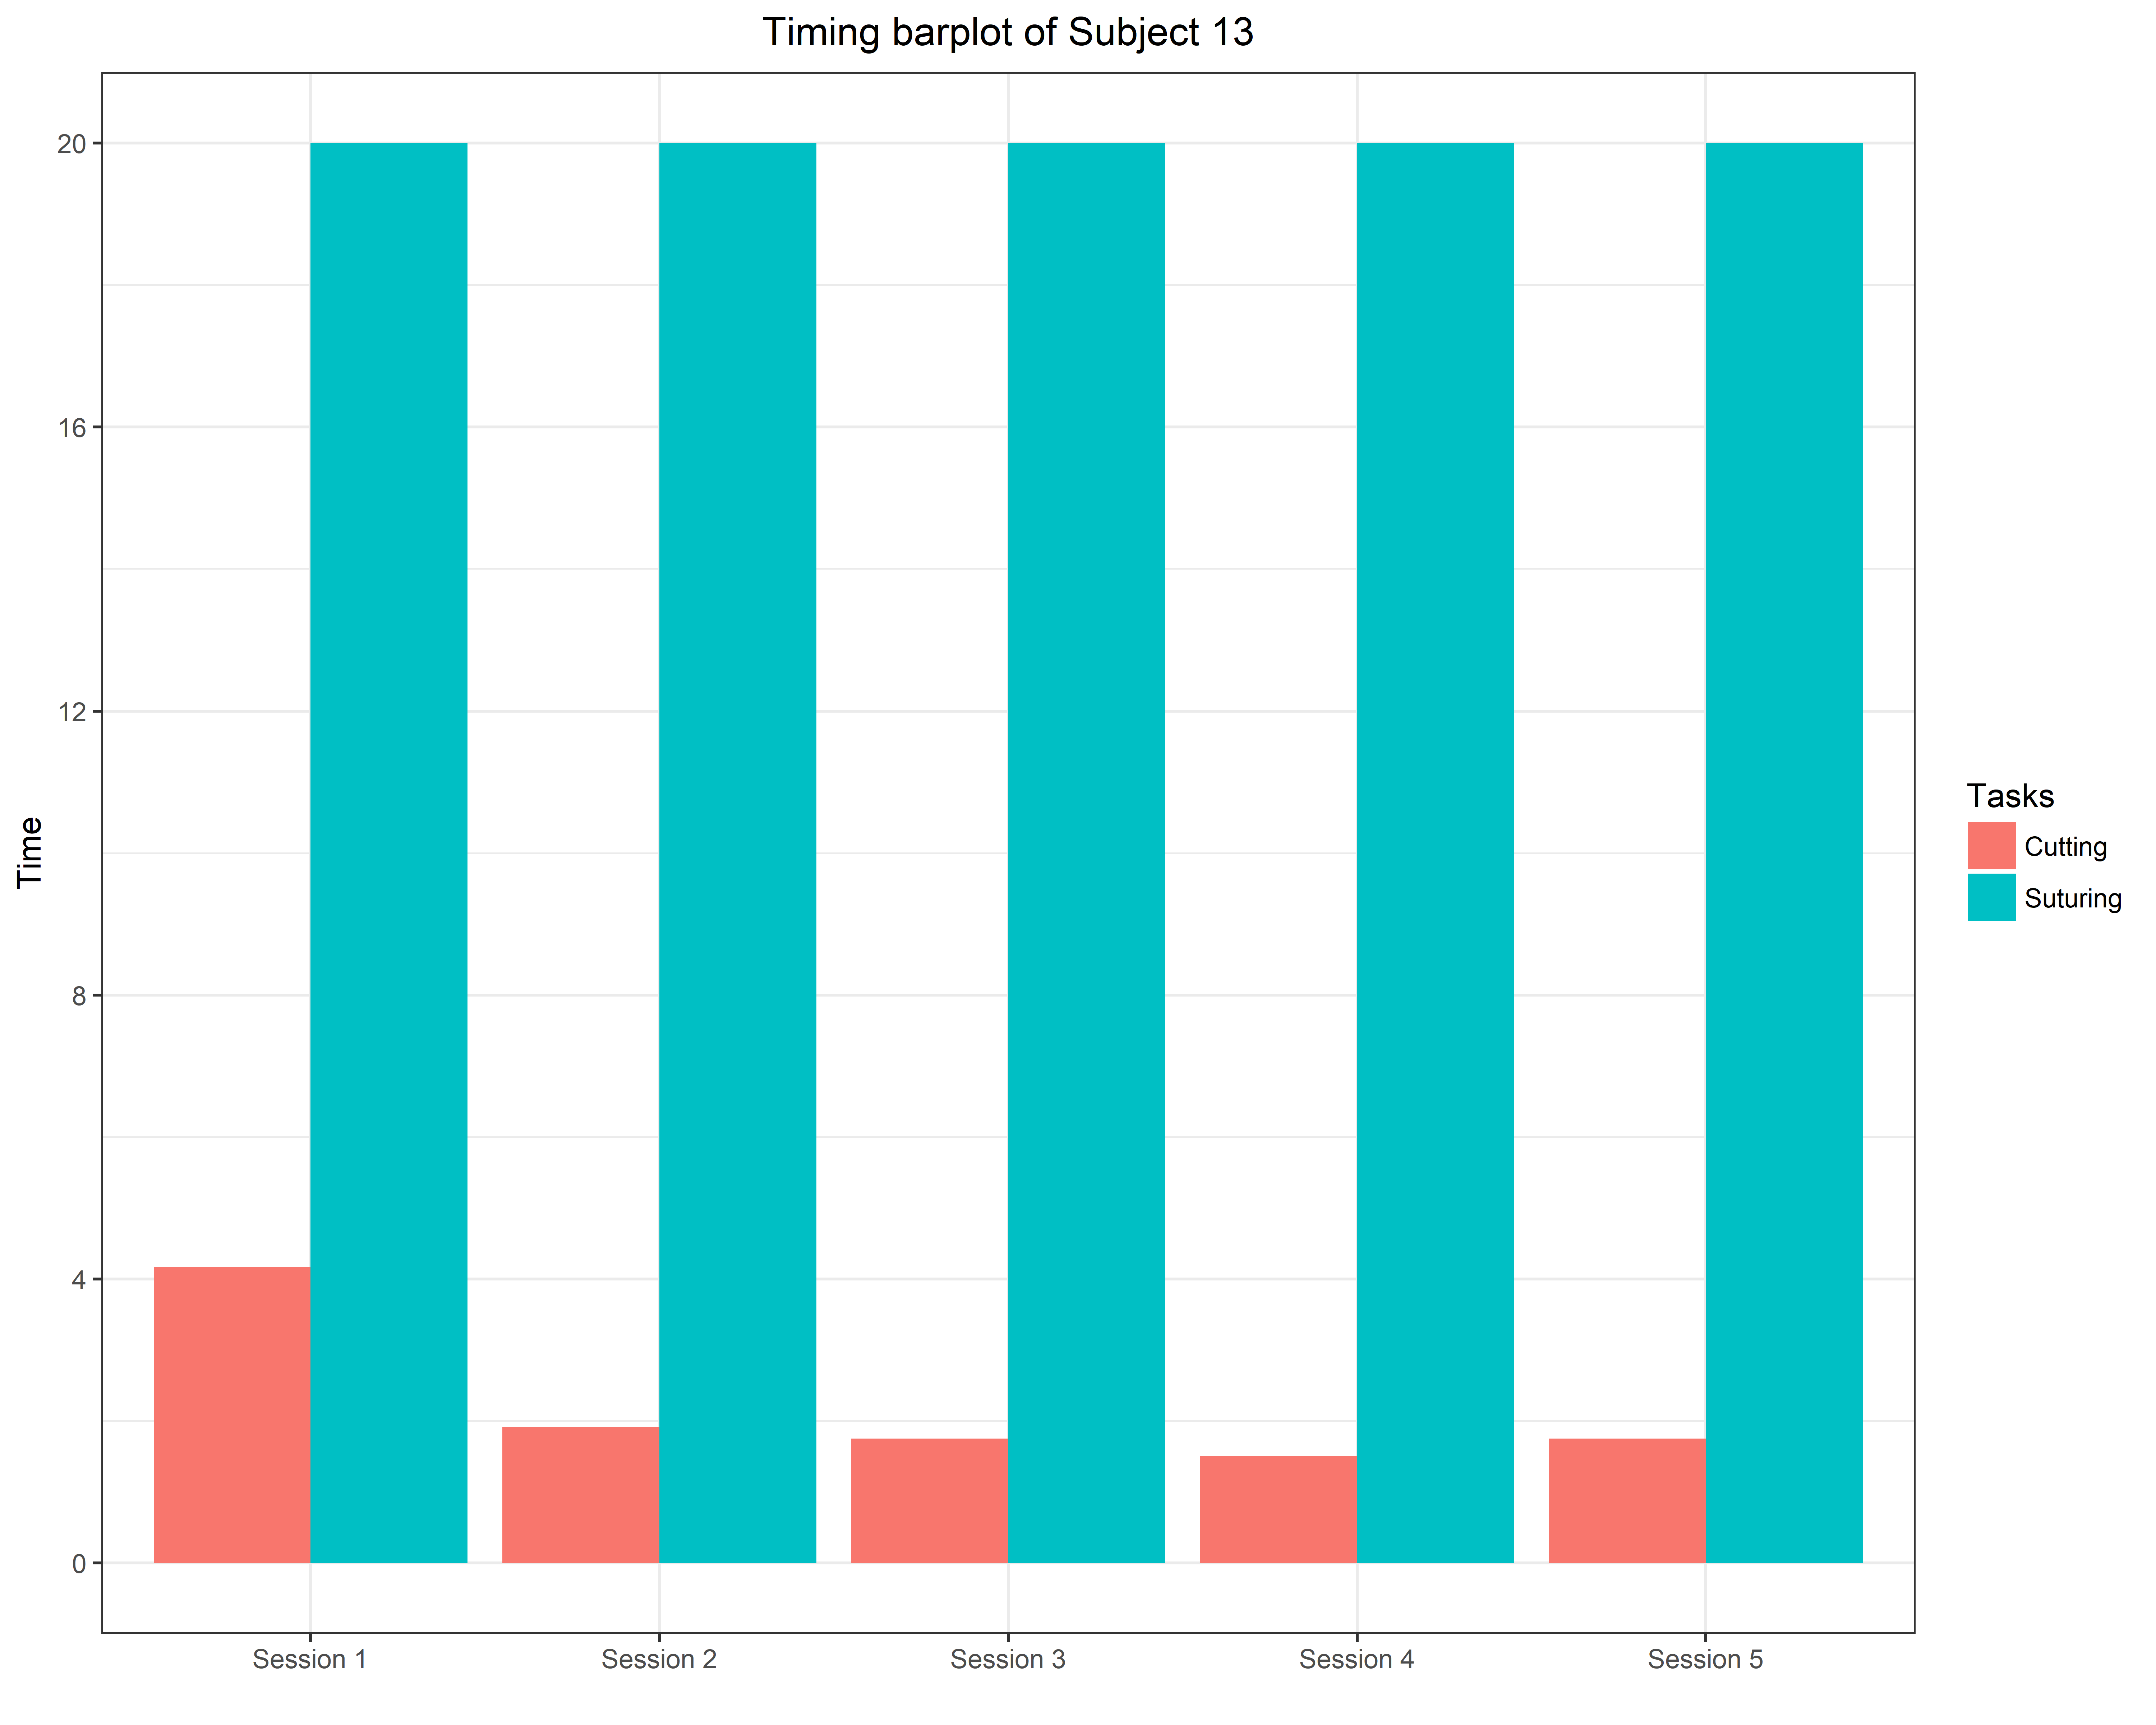 Timing barplot of Subject 13
20
16
12
8
4
0
Time
Session 1
Session 2
Session 3
Session 4
Session 5
Tasks
Cutting
Suturing